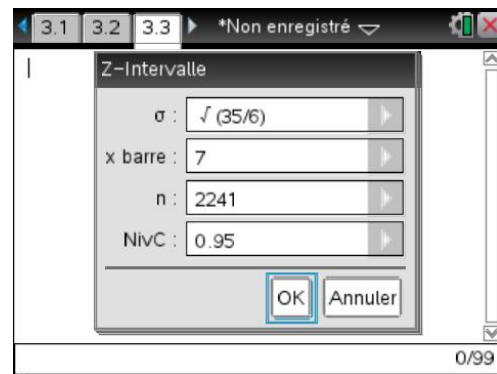 3.1 3.2 3.3 *Non enregistré
Z-Intervalle
σ : √(35/6)
x barre : 7
n : 2241
NivC : 0.95
OK Annuler
0/99